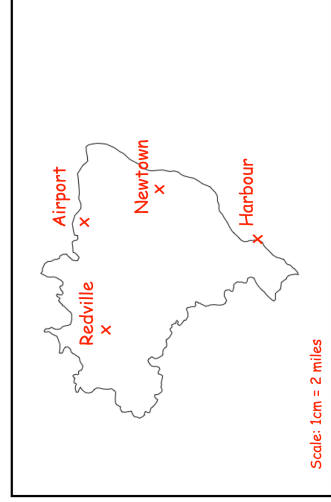 Airport
Newtown
Redville
Harbour
Scale: 1cm = 2 miles